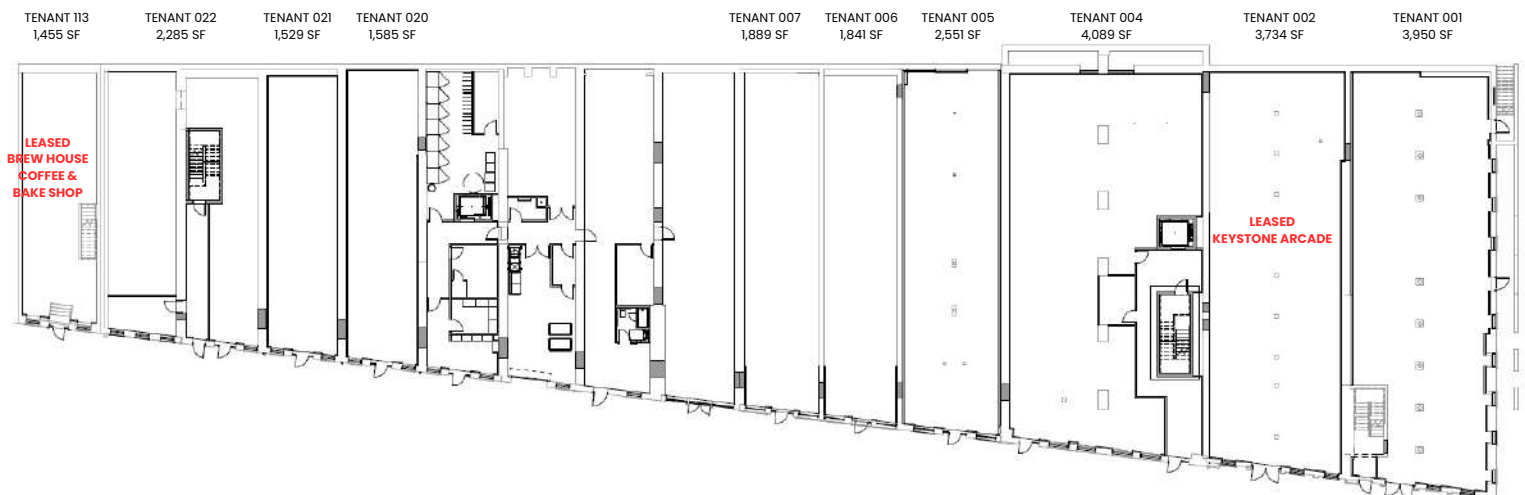 TENANT 113
1,455 SF
TENANT 022
2,285 SF
TENANT 021
1,529 SF
TENANT 020
1,585 SF
TENANT 007
1,889 SF
TENANT 006
1,841 SF
TENANT 005
2,551 SF
TENANT 004
4,089 SF
TENANT 002
3,734 SF
TENANT 001
3,950 SF
LEASED
BREW HOUSE
COFFEE &
BAKE SHOP
LEASED
KEYSTONE ARCADE